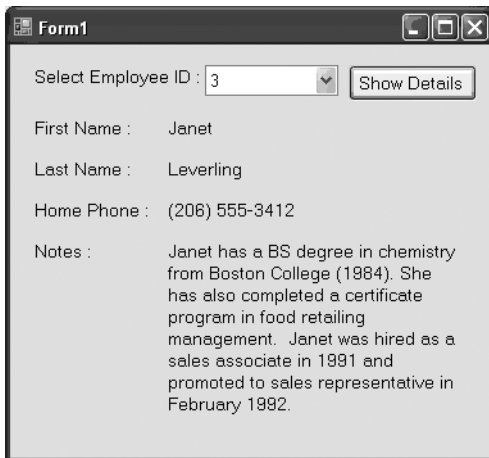 Form1
Select Employee ID : 3 Show Details
First Name : Janet
Last Name : Leverling
Home Phone : (206) 555-3412
Notes : Janet has a BS degree in chemistry
from Boston College (1984). She
has also completed a certificate
program in food retailing
management.  Janet was hired as a
sales associate in 1991 and
promoted to sales representative in
February 1992.